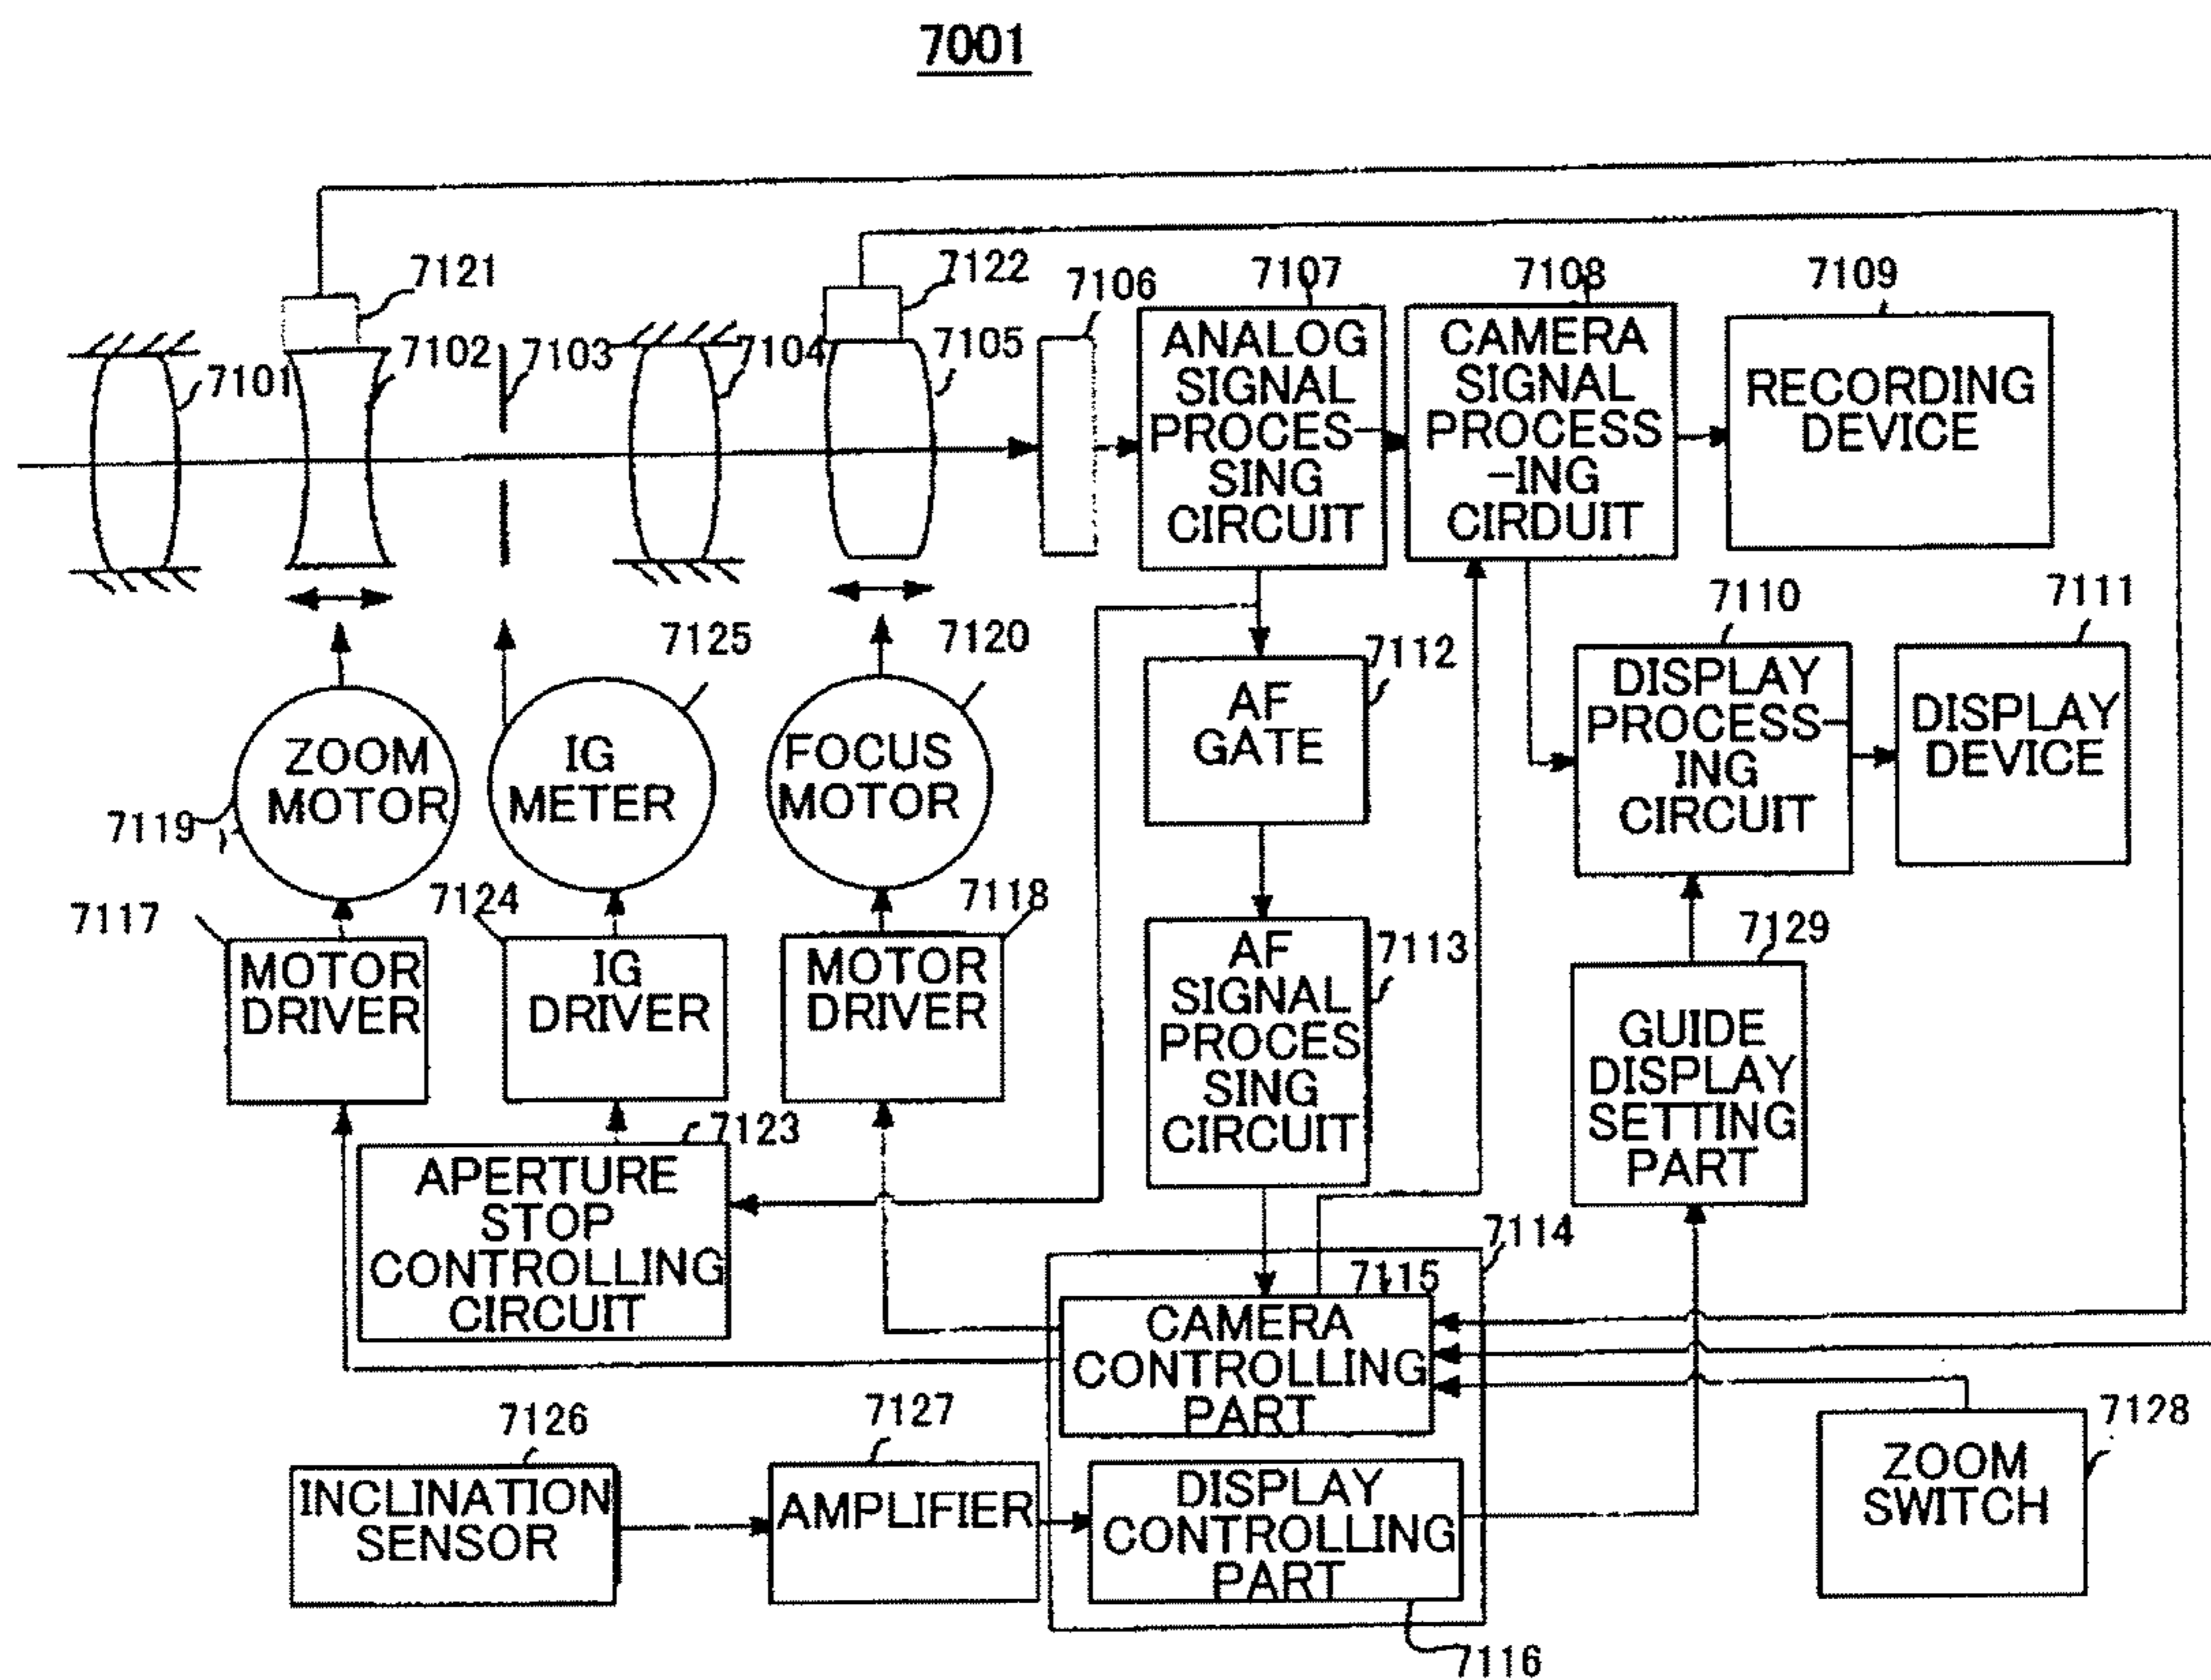 7001
7121
7122
7106
7107
7108
7109
7101
7102
7103
7104
7105
ANALOG
SIGNAL
PROCES-
SING
CIRCUIT
CAMERA
SIGNAL
PROCESS
-ING
CIRDUIT
RECORDING
DEVICE
7125
7120
7112
7110
7111
ZOOM
MOTOR
7119
IG
METER
FOCUS
MOTOR
AF
GATE
DISPLAY
PROCESS-
ING
CIRCUIT
DISPLAY
DEVICE
7117
7124
7118
7113
7129
MOTOR
DRIVER
IG
DRIVER
MOTOR
DRIVER
AF
SIGNAL
PROCES
SING
CIRCUIT
GUIDE
DISPLAY
SETTING
PART
7123
APERTURE
STOP
CONTROLLING
CIRCUIT
7114
7115
CAMERA
CONTROLLING
PART
7126
7127
7128
INCLINATION
SENSOR
AMPLIFIER
DISPLAY
CONTROLLING
PART
ZOOM
SWITCH
7116